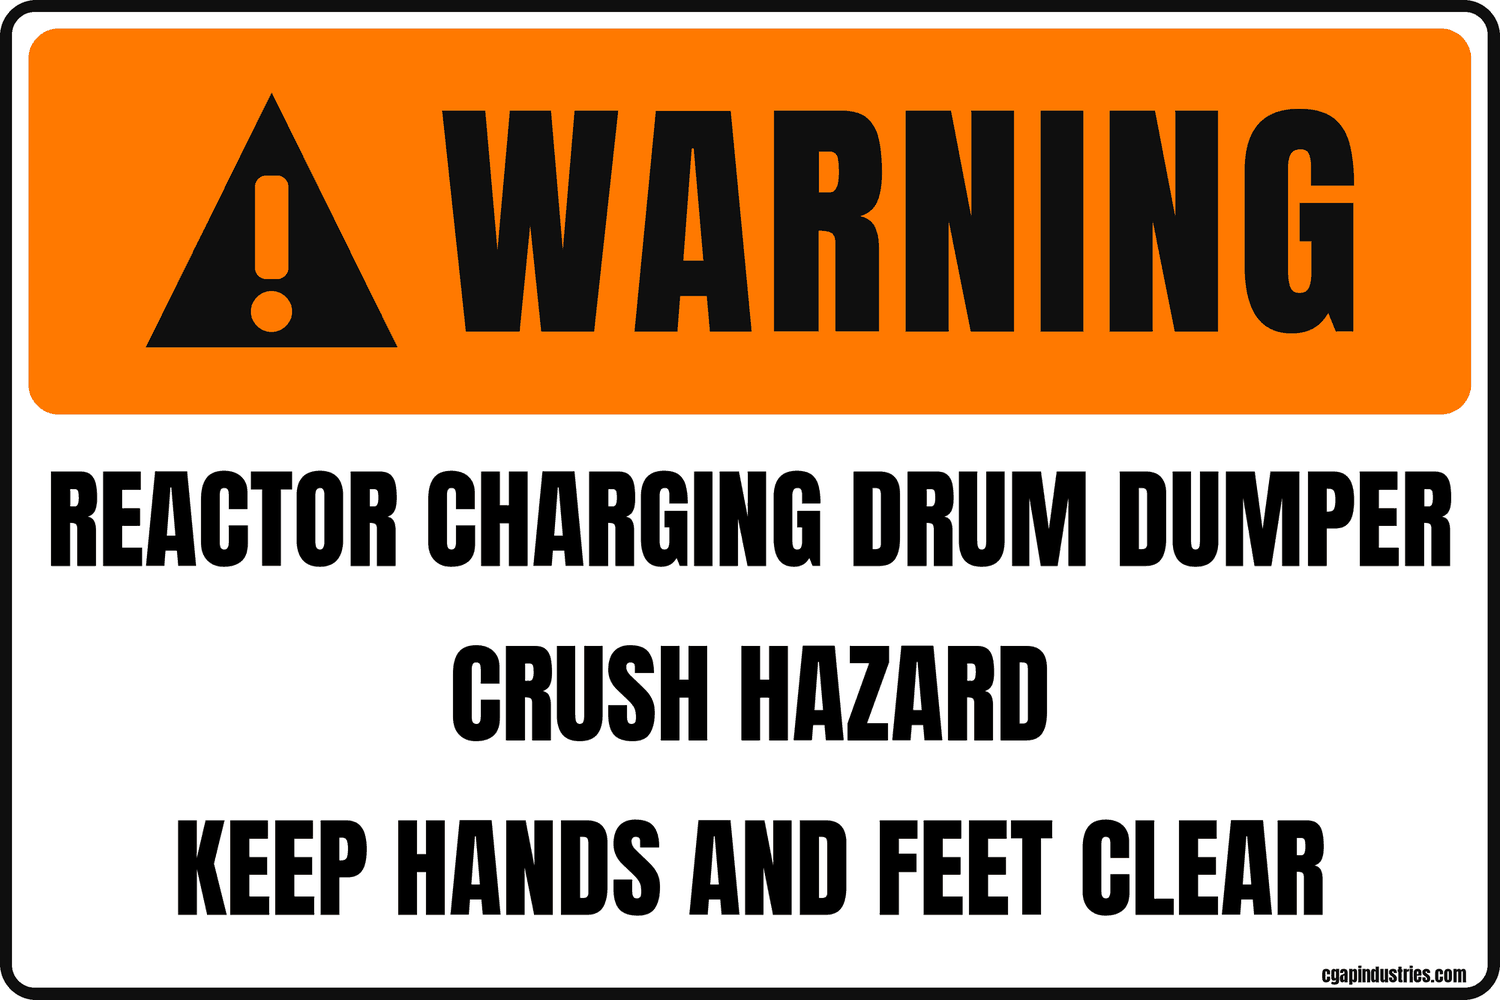 WARNING
REACTOR CHARGING DRUM DUMPER
CRUSH HAZARD
KEEP HANDS AND FEET CLEAR
cgapindustries.com